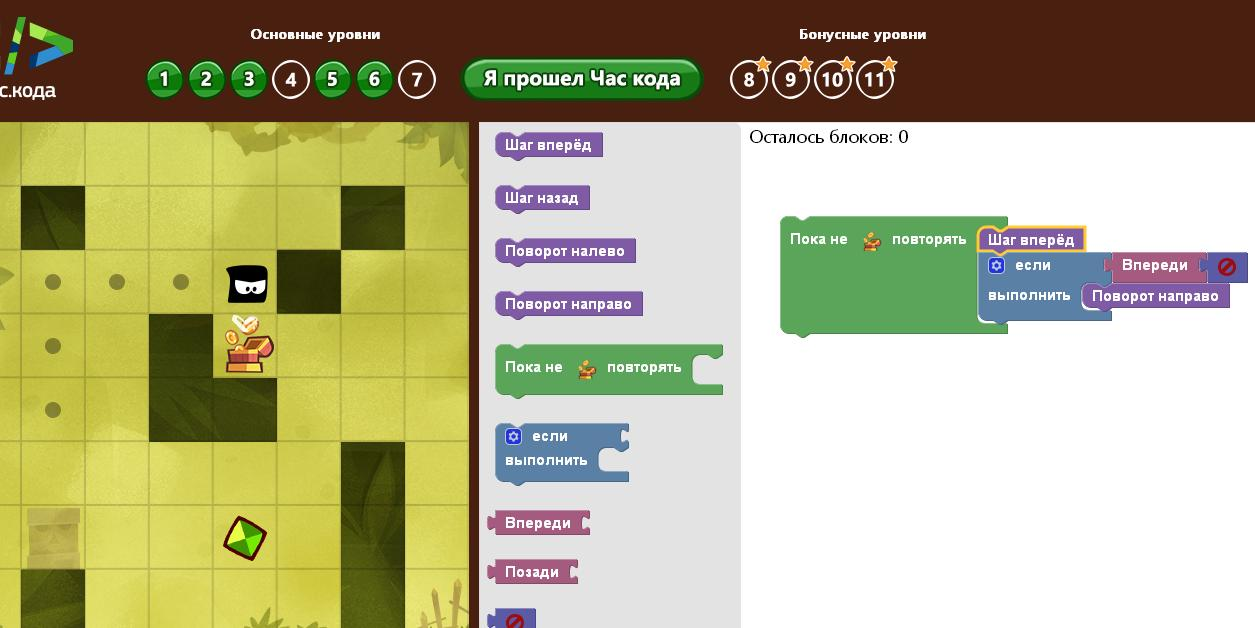 Основные уровни
Бонусные уровни
1 2 3 4 5 6 7
Я прошел Час кода
8 9 10 11
с.кода
Осталось блоков: 0
Шаг вперёд
Шаг назад
Поворот налево
Поворот направо
Пока не повторять
если
выполнить
Впереди
Позади
Пока не повторять Шаг вперёд
если Впереди
выполнить Поворот направо